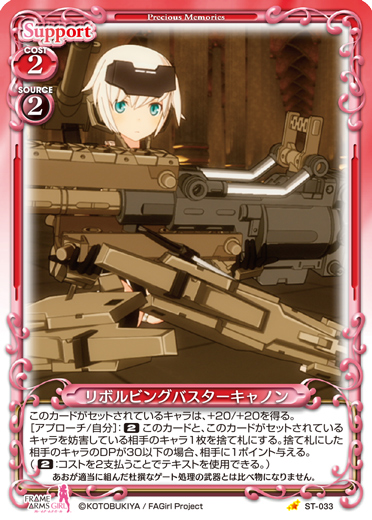 Precious Memories
Support
COST
2
SOURCE
2
リボルビングバスターキャノン
このカードがセットされているキャラは、+20/+20を得る。
［アプローチ/自分］：2 このカードと、このカードがセットされている
キャラを妨害している相手のキャラ1枚を捨て札にする。捨て札にした
相手のキャラのDPが30以下の場合、相手に1ポイント与える。
（2：コストを2支払うことでテキストを使用できる。）
あおが適当に組んだ杜撰なゲート処理の武器とは比べ物になりません。
FRAME ARMS GIRL
©KOTOBUKIYA / FAGirl Project
ST-033